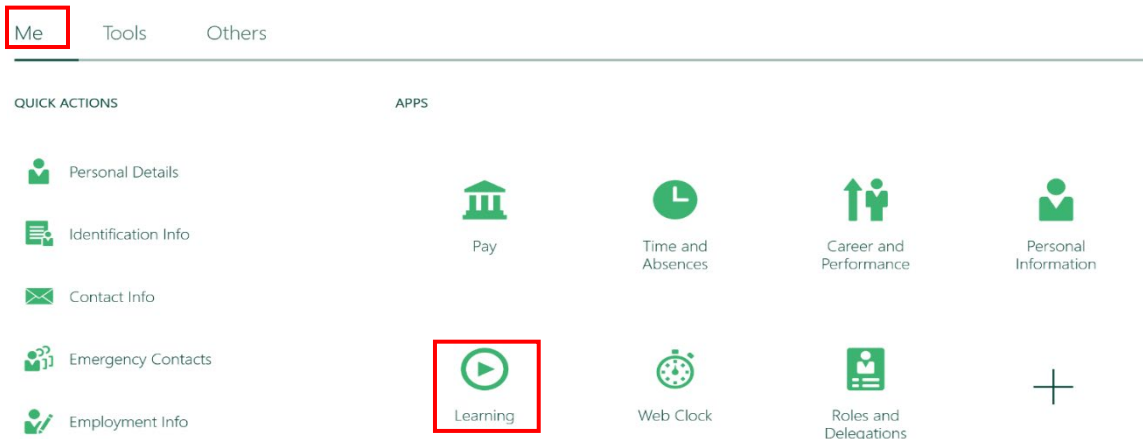 Me Tools Others
QUICK ACTIONS
Personal Details
Identification Info
Contact Info
Emergency Contacts
Employment Info
APPS
Pay
Time and
Absences
Career and
Performance
Personal
Information
Learning
Web Clock
Roles and
Delegations